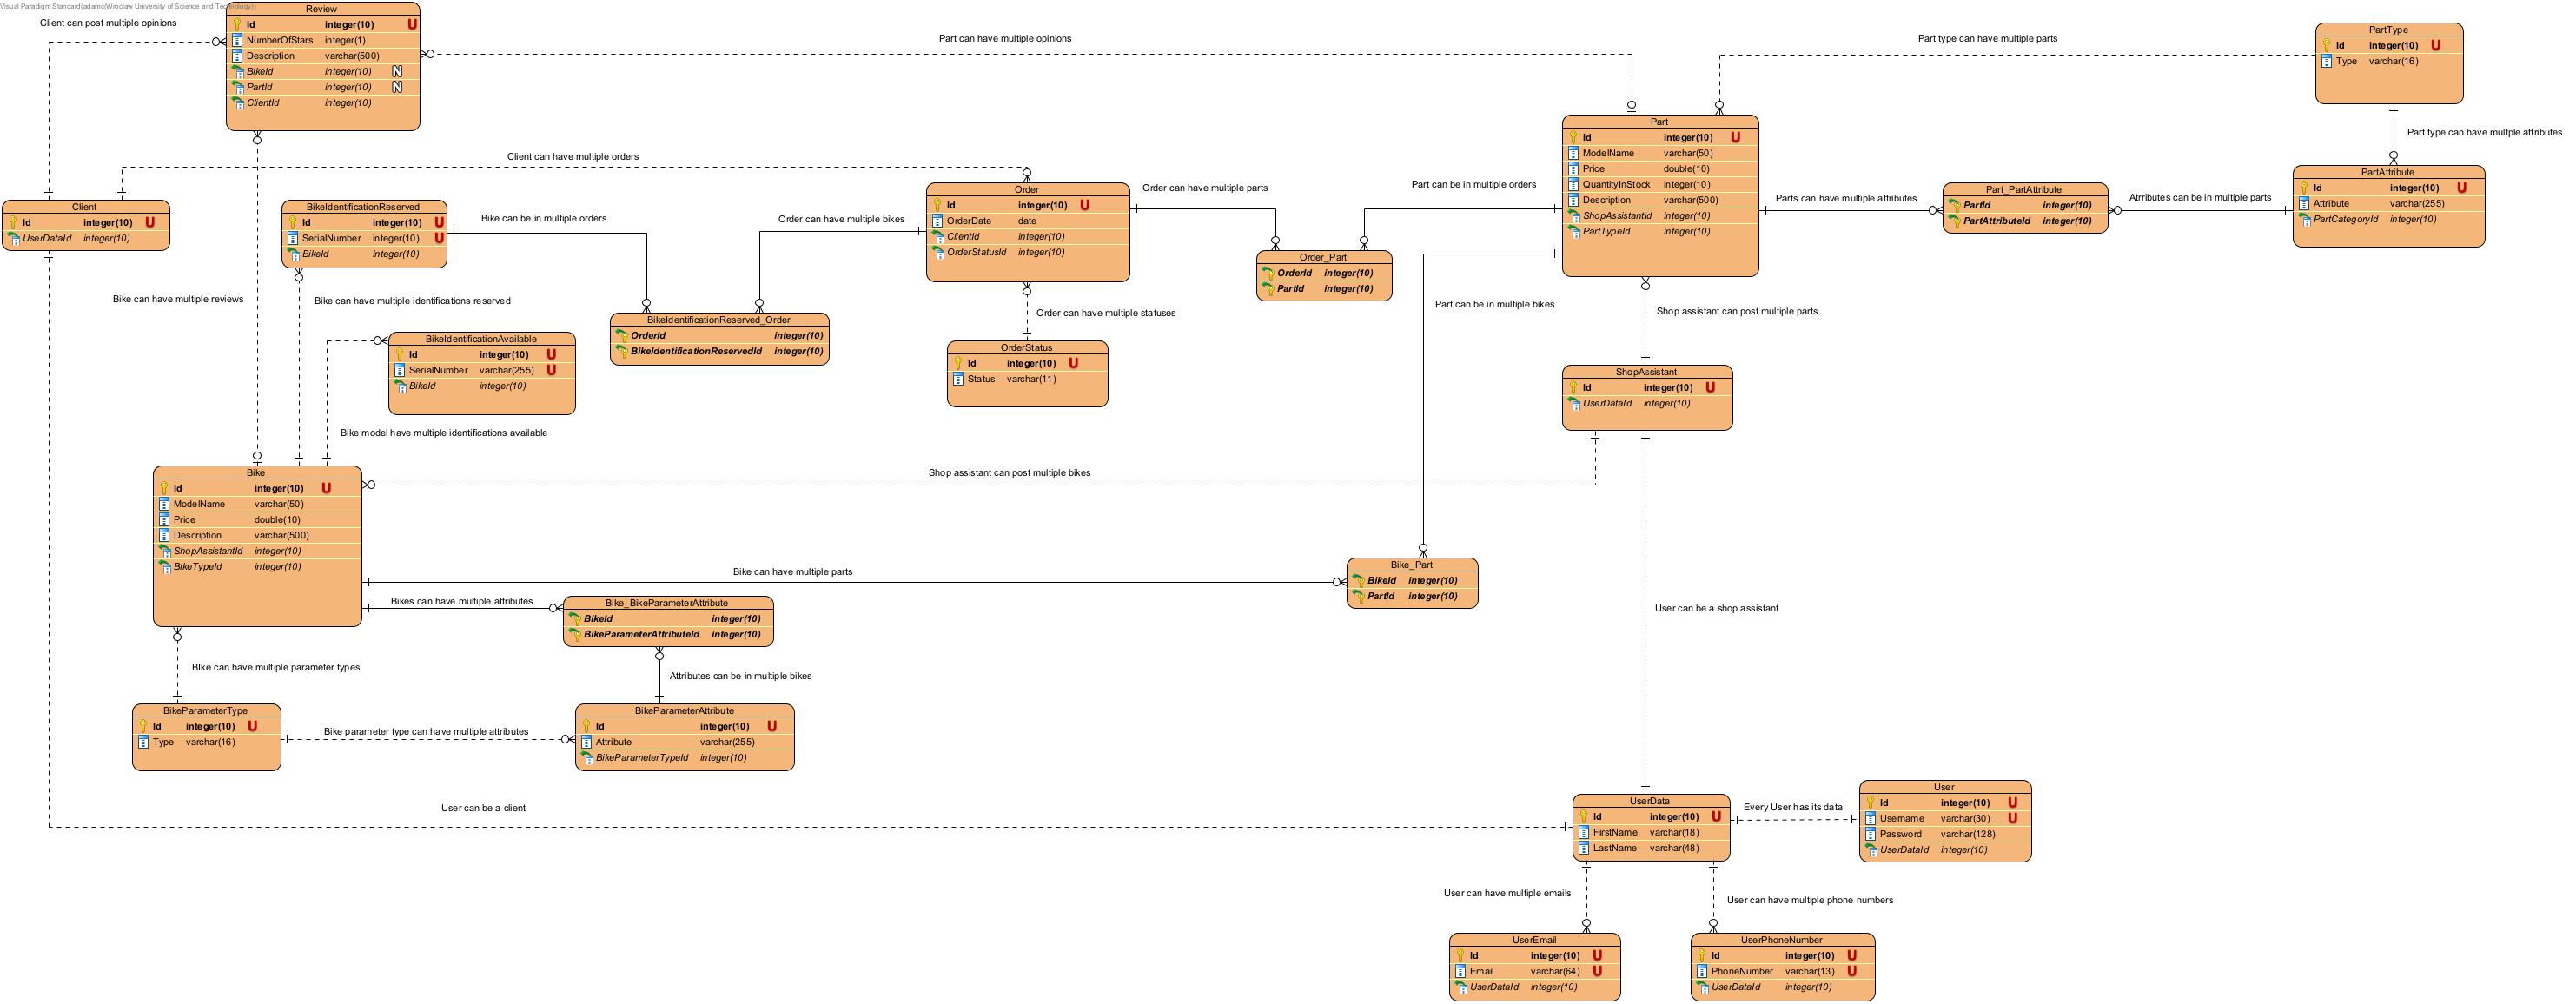 Visual Paradigm Standard(adamc(Wroclaw University of Science and Technology))
Client can post multiple opinions
Review
Id integer(10) U
NumberOfStars integer(1)
Description varchar(500)
BikeId integer(10) N
PartId integer(10) N
ClientId integer(10)
Part can have multiple opinions
Part type can have multiple parts
PartType
Id integer(10) U
Type varchar(16)
Part type can have multple attributes
Part
Id integer(10) U
ModelName varchar(50)
Price double(10)
QuantityInStock integer(10)
Description varchar(500)
ShopAssistantId integer(10)
PartTypeId integer(10)
Client can have multiple orders
Client
Id integer(10) U
UserDataId integer(10)
BikeIdentificationReserved
Id integer(10) U
SerialNumber integer(10) U
BikeId integer(10)
Bike can be in multiple orders
Order can have multiple bikes
Order
Id integer(10) U
OrderDate date
ClientId integer(10)
OrderStatusId integer(10)
Order can have multiple parts
Part can be in multiple orders
Parts can have multiple attributes
Part_PartAttribute
PartId integer(10)
PartAttributeId integer(10)
Attributes can be in multiple parts
PartAttribute
Id integer(10) U
Attribute varchar(255)
PartCategoryId integer(10)
Order_Part
OrderId integer(10)
PartId integer(10)
Bike can have multiple reviews
Bike can have multiple identifications reserved
BikeIdentificationReserved_Order
OrderId integer(10)
BikeIdentificationReservedId integer(10)
Order can have multiple statuses
Part can be in multiple bikes
Shop assistant can post multiple parts
BikeIdentificationAvailable
Id integer(10) U
SerialNumber varchar(255) U
BikeId integer(10)
OrderStatus
Id integer(10) U
Status varchar(11)
ShopAssistant
Id integer(10) U
UserDataId integer(10)
Bike model have multiple identifications available
Bike
Id integer(10) U
ModelName varchar(50)
Price double(10)
Description varchar(500)
ShopAssistantId integer(10)
BikeTypeId integer(10)
Shop assistant can post multiple bikes
Bike can have multiple parts
Bike_Part
BikeId integer(10)
PartId integer(10)
Bikes can have multiple attributes
Bike_BikeParameterAttribute
BikeId integer(10)
BikeParameterAttributeId integer(10)
User can be a shop assistant
BIke can have multiple parameter types
Attributes can be in multiple bikes
BikeParameterType
Id integer(10) U
Type varchar(16)
Bike parameter type can have multiple attributes
BikeParameterAttribute
Id integer(10) U
Attribute varchar(255)
BikeParameterTypeId integer(10)
User can be a client
UserData
Id integer(10) U
FirstName varchar(18)
LastName varchar(48)
Every User has its data
User
Id integer(10) U
Username varchar(30) U
Password varchar(128)
UserDataId integer(10)
User can have multiple emails
User can have multiple phone numbers
UserEmail
Id integer(10) U
Email varchar(64) U
UserDataId integer(10)
UserPhoneNumber
Id integer(10) U
PhoneNumber varchar(13) U
UserDataId integer(10)